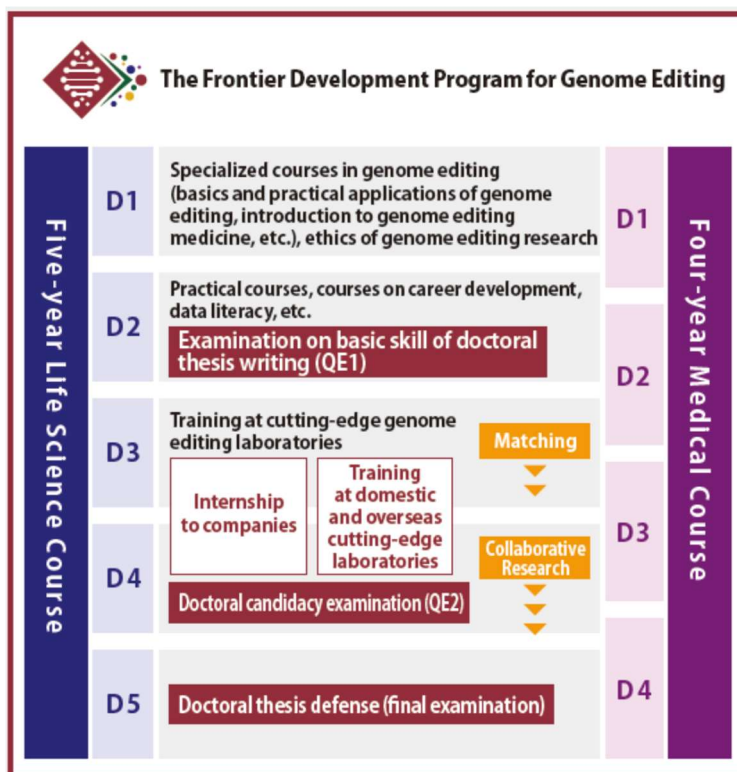 The Frontier Development Program for Genome Editing
Five-year Life Science Course
D1
Specialized courses in genome editing
(basics and practical applications of genome
editing, introduction to genome editing
medicine, etc.), ethics of genome editing research
D2
Practical courses, courses on career development,
data literacy, etc.
Examination on basic skill of doctoral
thesis writing (QE1)
D3
Training at cutting-edge genome
editing laboratories
Matching
Internship
to companies
Training
at domestic
and overseas
cutting-edge
laboratories
D4
Collaborative
Research
Doctoral candidacy examination (QE2)
D5
Doctoral thesis defense (final examination)
D1
D2
D3
D4
Four-year Medical Course